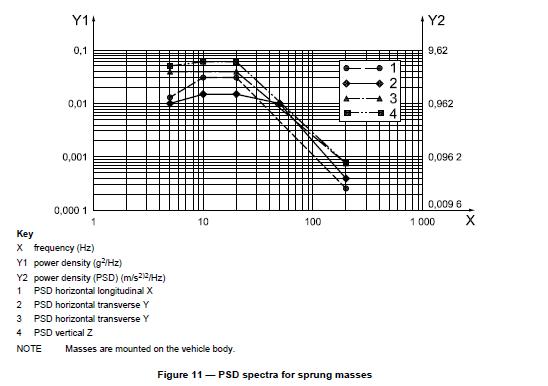 Y1 Y2
0,1 9,62
1
2
3
4
0,01 0,962
0,001 0,096 2
0,000 1 0,009 6
1 10 100 1 000 X
Key
X frequency (Hz)
Y1 power density (g²/Hz)
Y2 power density (PSD) (m/s²⁾²/Hz)
1 PSD horizontal longitudinal X
2 PSD horizontal transverse Y
3 PSD horizontal transverse Y
4 PSD vertical Z
NOTE Masses are mounted on the vehicle body.
Figure 11 — PSD spectra for sprung masses